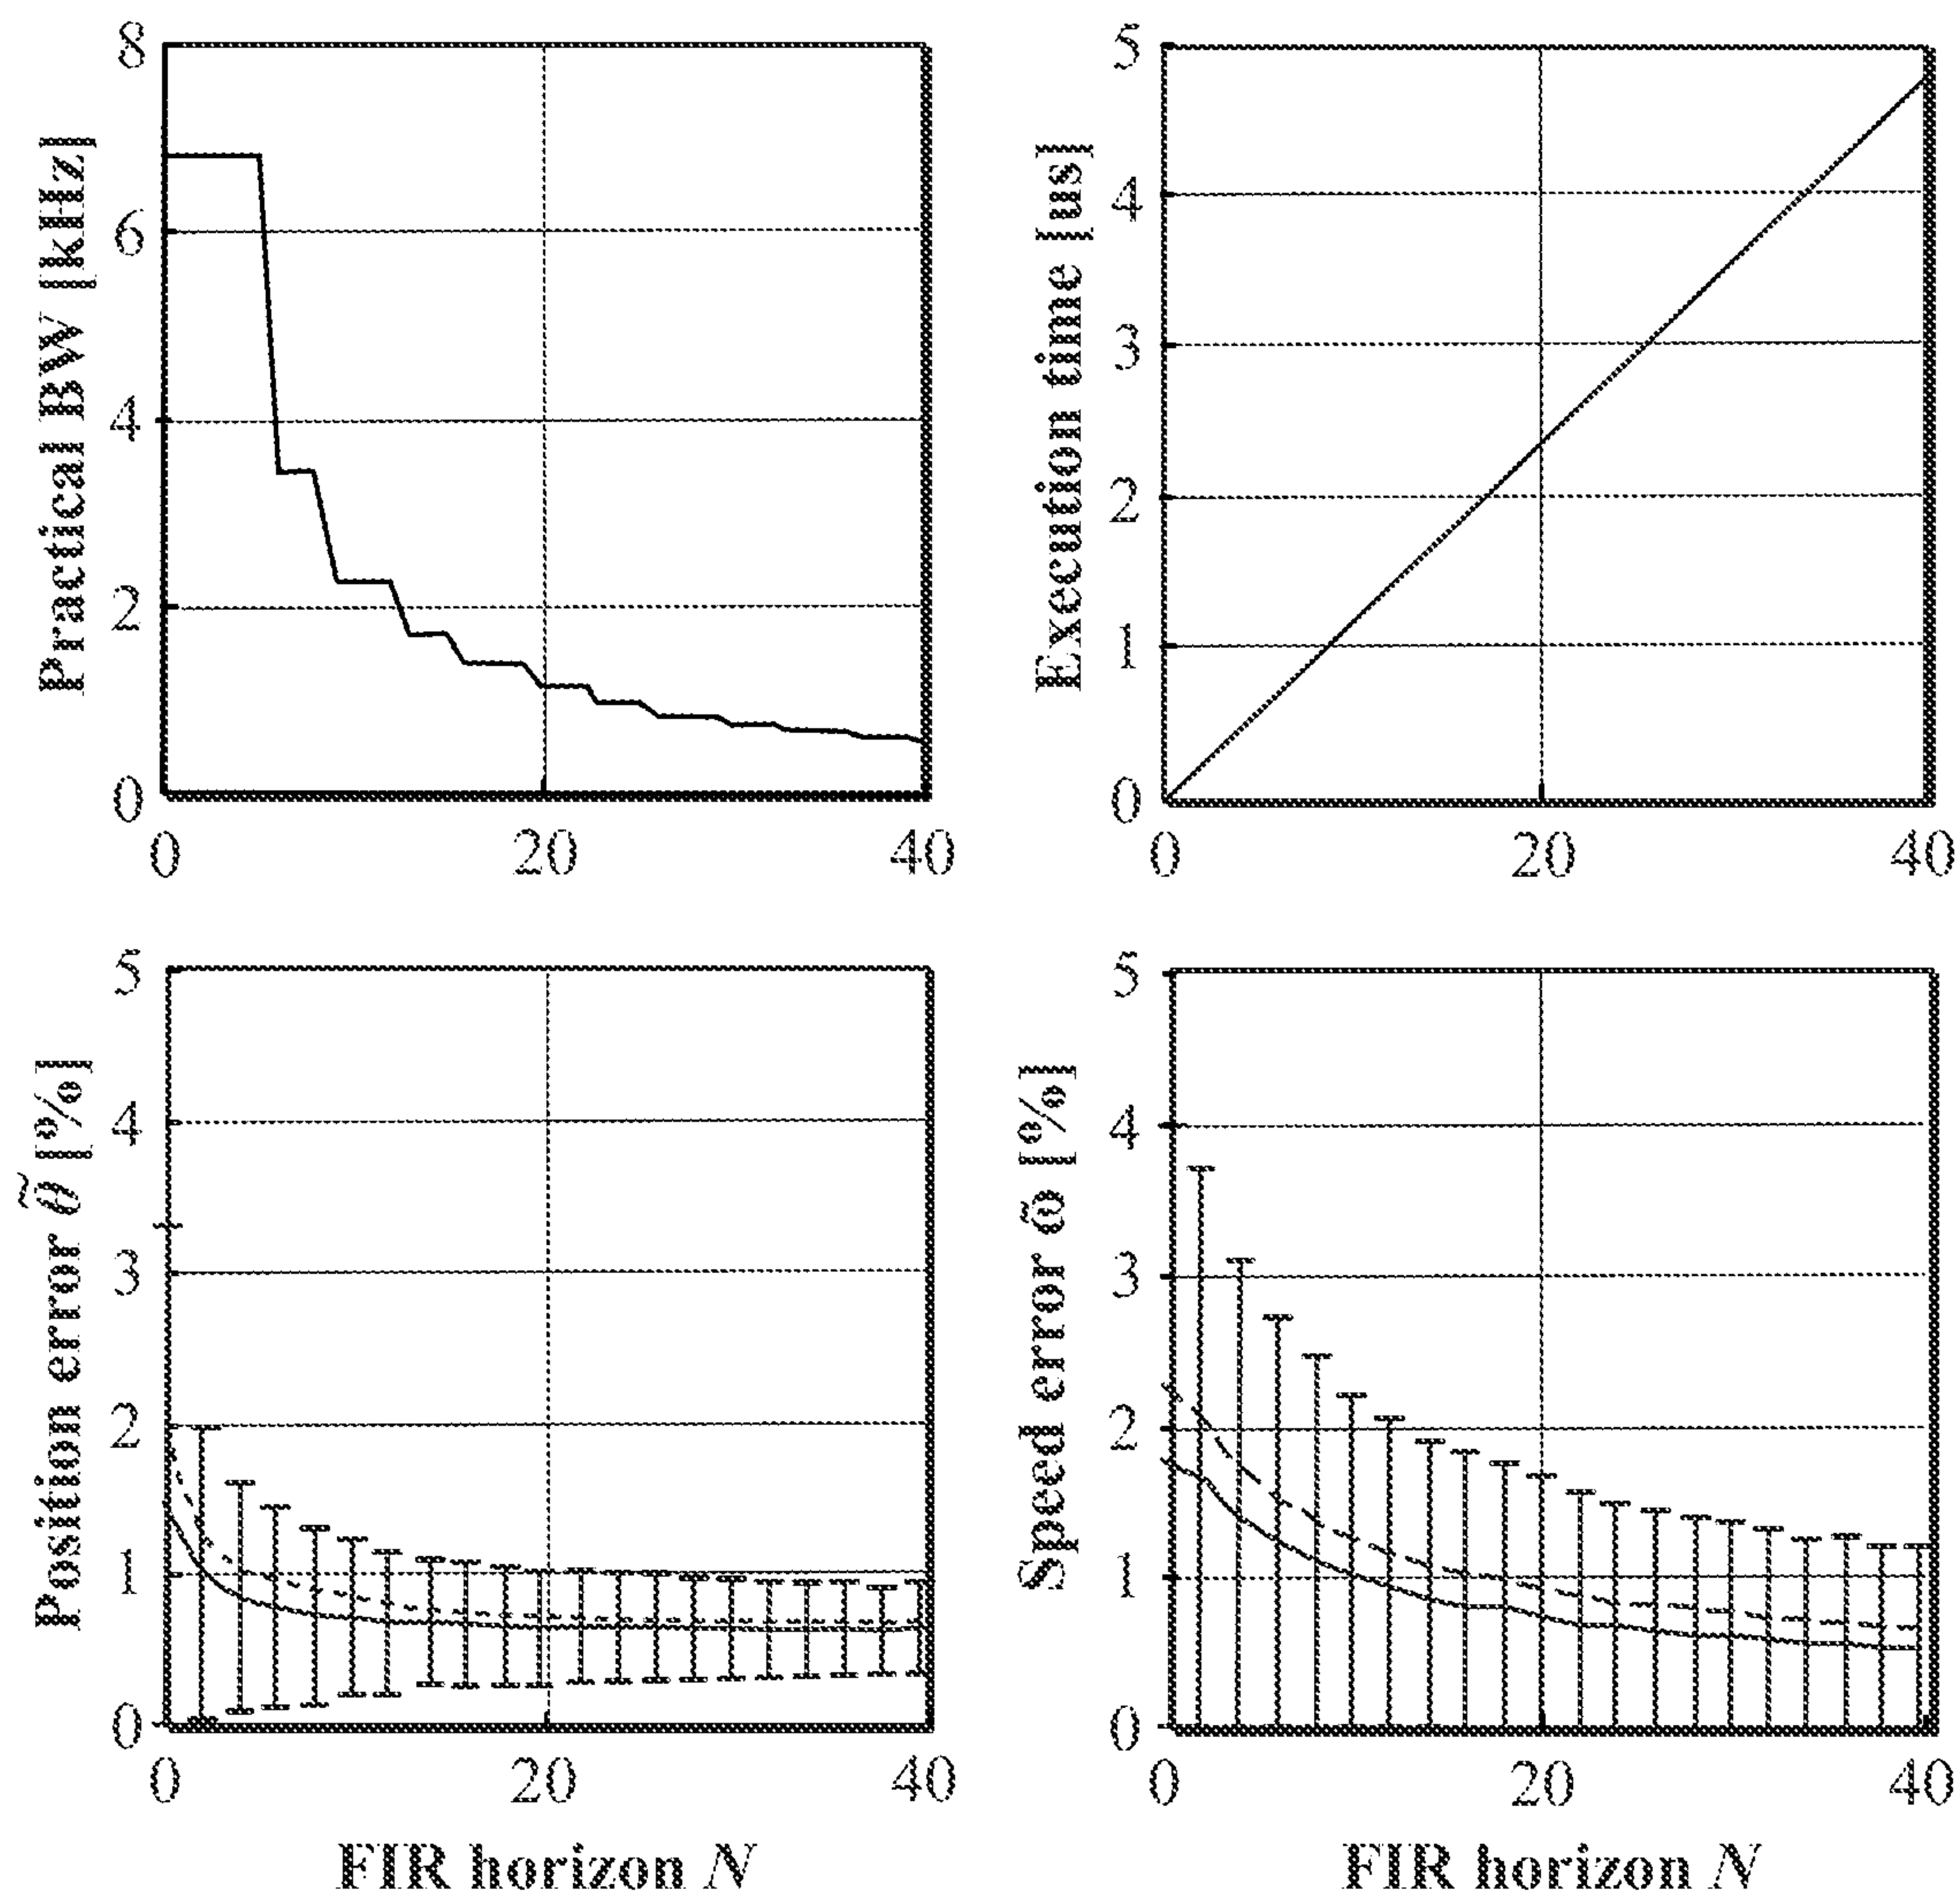 Practical BW [kHz]
8
6
4
2
0
0 20 40
Execution time [us]
5
4
3
2
1
0
0 20 40
Position error θ̃ [%]
5
4
3
2
1
0
0 20 40
FIR horizon N
Speed error ω̃ [%]
5
4
3
2
1
0
0 20 40
FIR horizon N